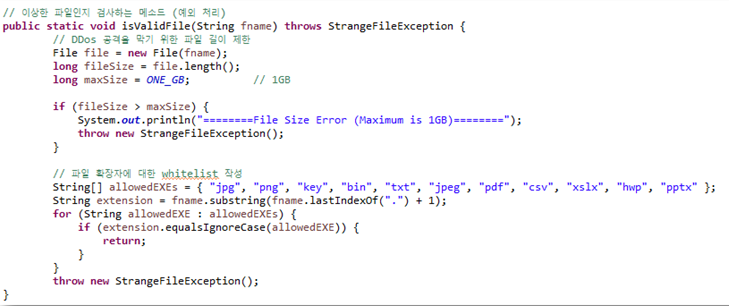 // 이상한 파일인지 검사하는 메소드 (예외 처리)
public static void isValidFile(String fname) throws StrangeFileException {
// DDos 공격을 막기 위한 파일 길이 제한
File file = new File(fname);
long fileSize = file.length();
long maxSize = ONE_GB; // 1GB
if (fileSize > maxSize) {
System.out.println("========File Size Error (Maximum is 1GB)========");
throw new StrangeFileException();
}
// 파일 확장자에 대한 whitelist 작성
String[] allowedEXEs = { "jpg", "png", "key", "bin", "txt", "jpeg", "pdf", "csv", "xslx", "hwp", "pptx" };
String extension = fname.substring(fname.lastIndexOf(".") + 1);
for (String allowedEXE : allowedEXEs) {
if (extension.equalsIgnoreCase(allowedEXE)) {
return;
}
}
throw new StrangeFileException();
}